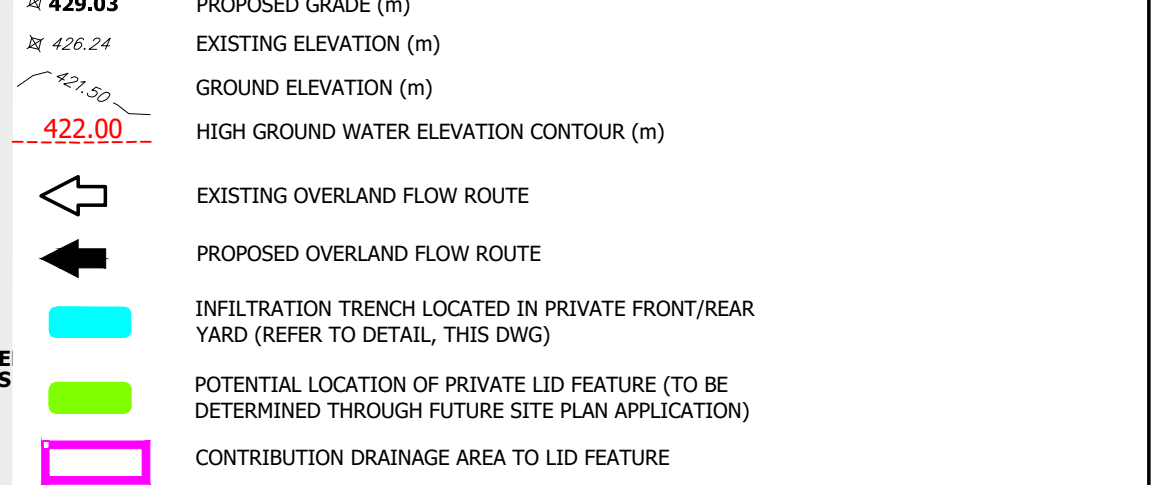 429.03 PROPOSED GRADE (m)
426.24 EXISTING ELEVATION (m)
421.50 GROUND ELEVATION (m)
422.00 HIGH GROUND WATER ELEVATION CONTOUR (m)
EXISTING OVERLAND FLOW ROUTE
PROPOSED OVERLAND FLOW ROUTE
INFILTRATION TRENCH LOCATED IN PRIVATE FRONT/REAR
YARD (REFER TO DETAIL, THIS DWG)
POTENTIAL LOCATION OF PRIVATE LID FEATURE (TO BE
DETERMINED THROUGH FUTURE SITE PLAN APPLICATION)
CONTRIBUTION DRAINAGE AREA TO LID FEATURE